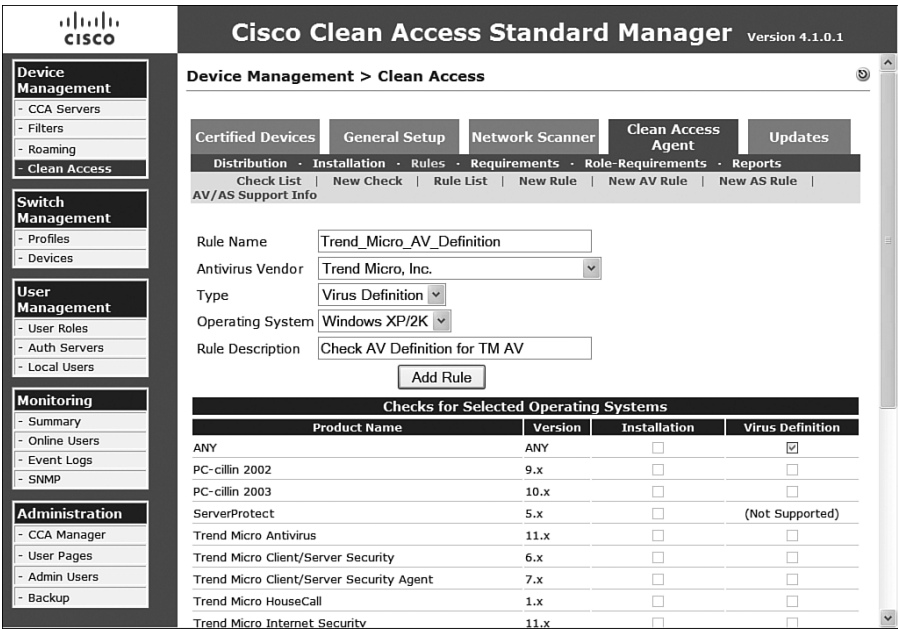 CISCO
Cisco Clean Access Standard Manager Version 4.1.0.1
Device Management
- CCA Servers
- Filters
- Roaming
- Clean Access
Switch Management
- Profiles
- Devices
User Management
- User Roles
- Auth Servers
- Local Users
Monitoring
- Summary
- Online Users
- Event Logs
- SNMP
Administration
- CCA Manager
- User Pages
- Admin Users
- Backup
Device Management > Clean Access
Certified Devices General Setup Network Scanner Clean Access Agent Updates
Distribution · Installation · Rules · Requirements · Role-Requirements · Reports
Check List | New Check | Rule List | New Rule | New AV Rule | New AS Rule |
AV/AS Support Info
Rule Name Trend_Micro_AV_Definition
Antivirus Vendor Trend Micro, Inc.
Type Virus Definition
Operating System Windows XP/2K
Rule Description Check AV Definition for TM AV
Add Rule
Checks for Selected Operating Systems
Product Name Version Installation Virus Definition
ANY ANY
PC-cillin 2002 9.x
PC-cillin 2003 10.x
ServerProtect 5.x (Not Supported)
Trend Micro Antivirus 11.x
Trend Micro Client/Server Security 6.x
Trend Micro Client/Server Security Agent 7.x
Trend Micro HouseCall 1.x
Trend Micro Internet Security 11.x